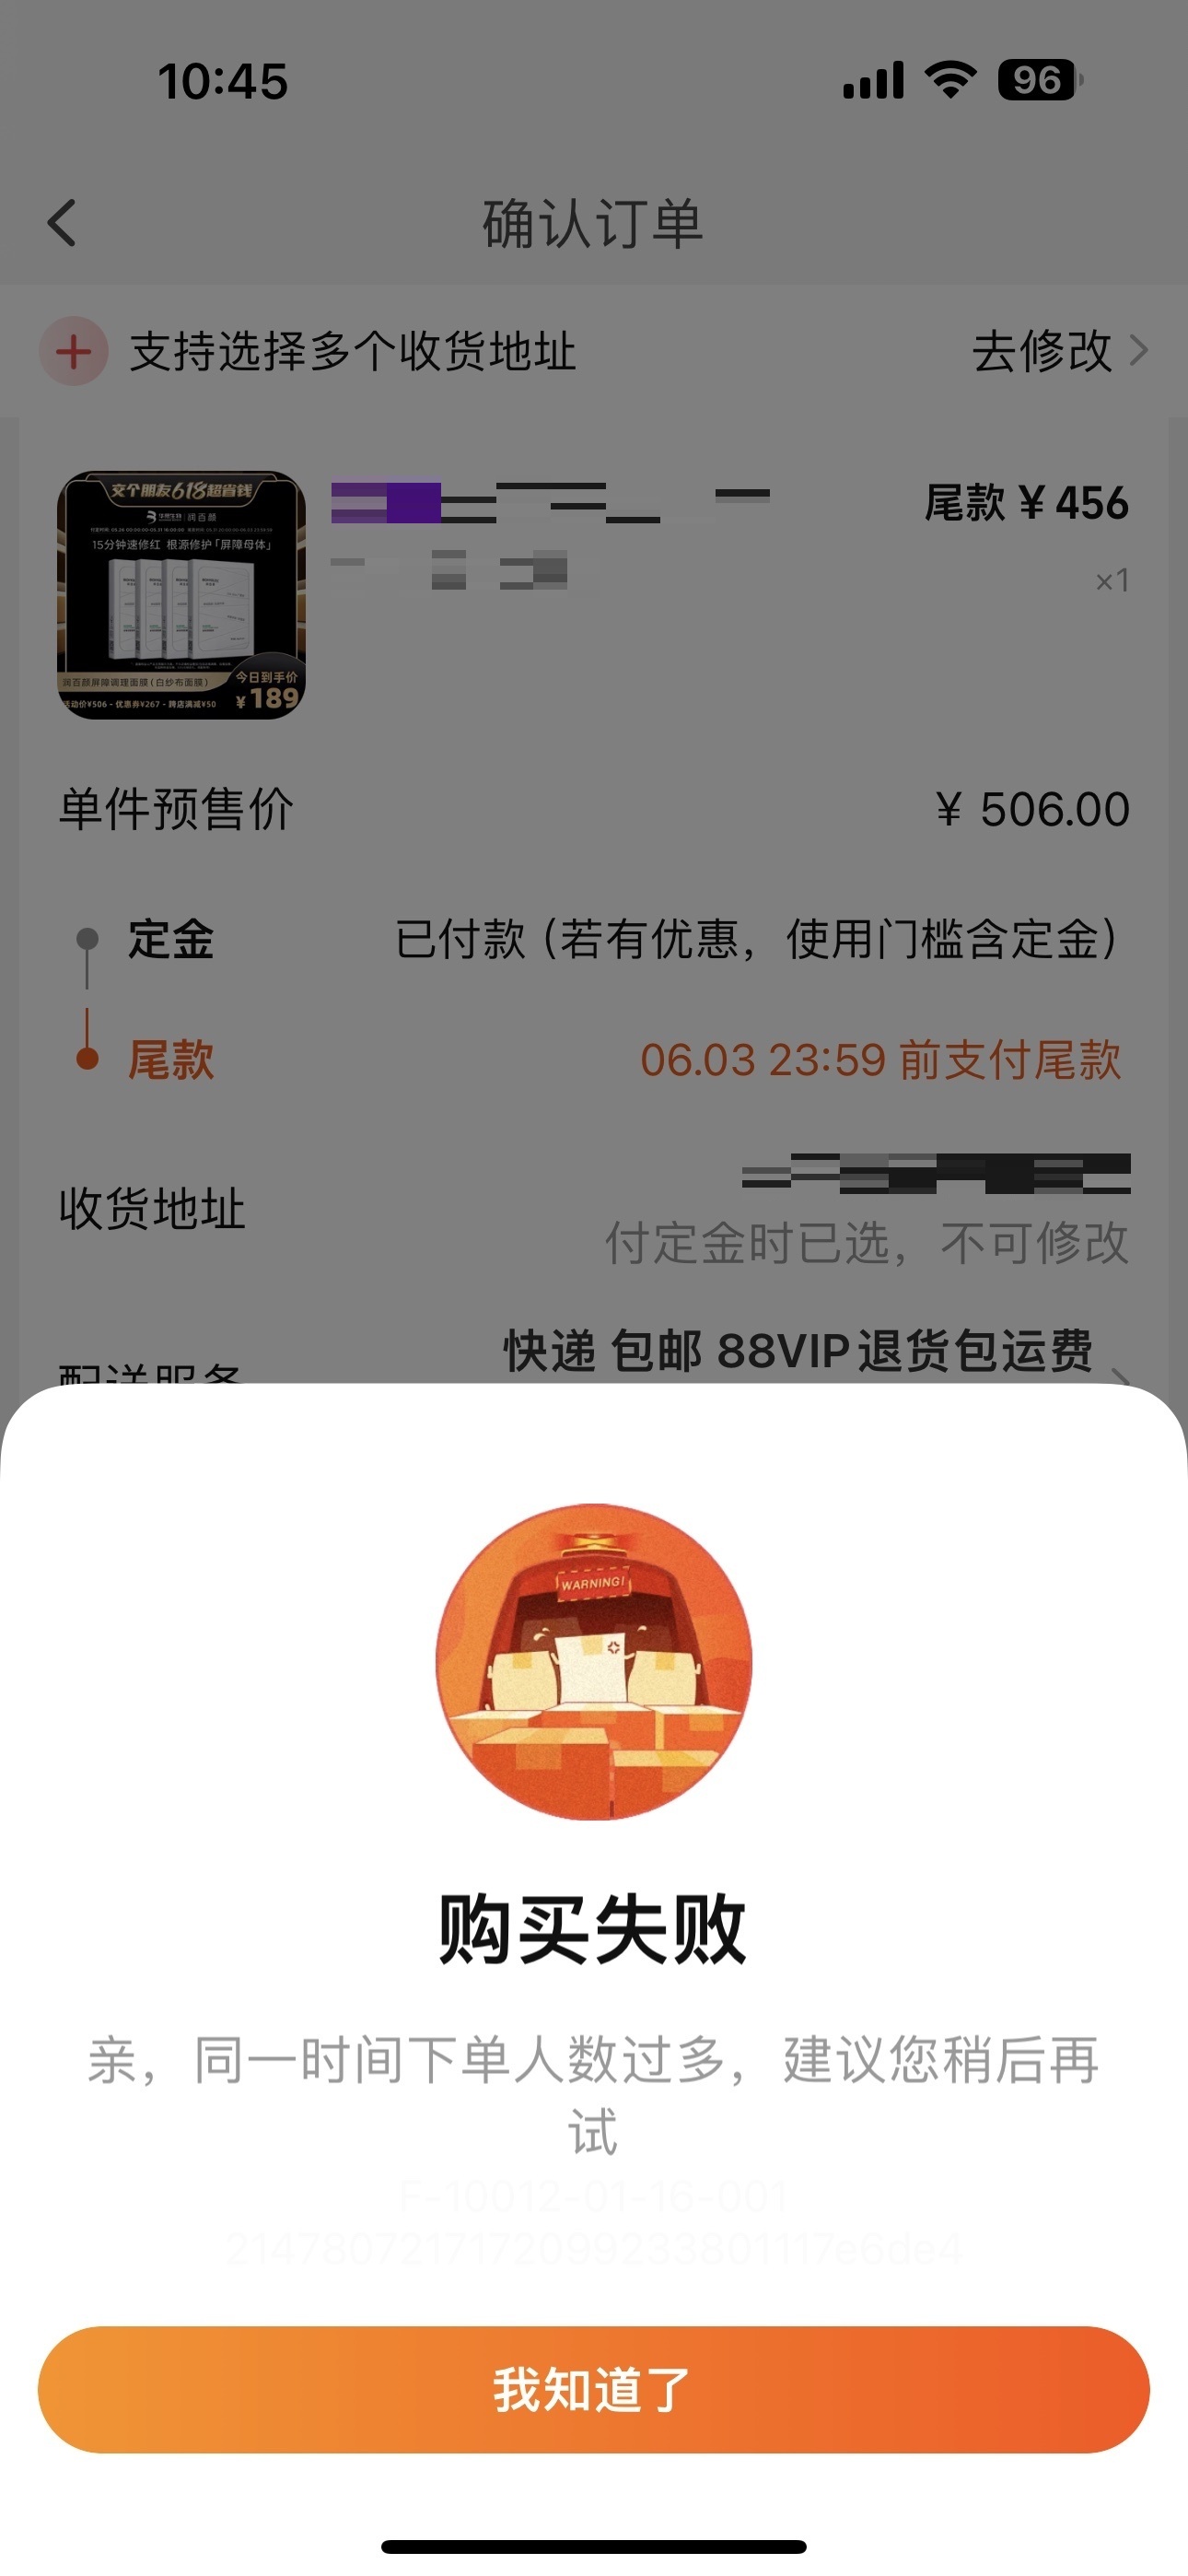 10:45
96
确认订单
支持选择多个收货地址
去修改
交个朋友618超省钱
华熙生物 润百颜
15分钟速修红 根源修护「屏障母体」
润百颜屏障调理面膜(白纱布面膜)
今日到手价
¥189
活动价¥506 - 优惠券¥267 - 跨店满减¥50
尾款 ¥456
×1
单件预售价
¥ 506.00
定金
已付款 (若有优惠，使用门槛含定金)
尾款
06.03 23:59 前支付尾款
收货地址
付定金时已选，不可修改
快递 包邮 88VIP退货包运费
配送服务
WARNING!
购买失败
亲，同一时间下单人数过多，建议您稍后再
试
F-10012-01-16-001
2147807217172099233801117e6de4
我知道了